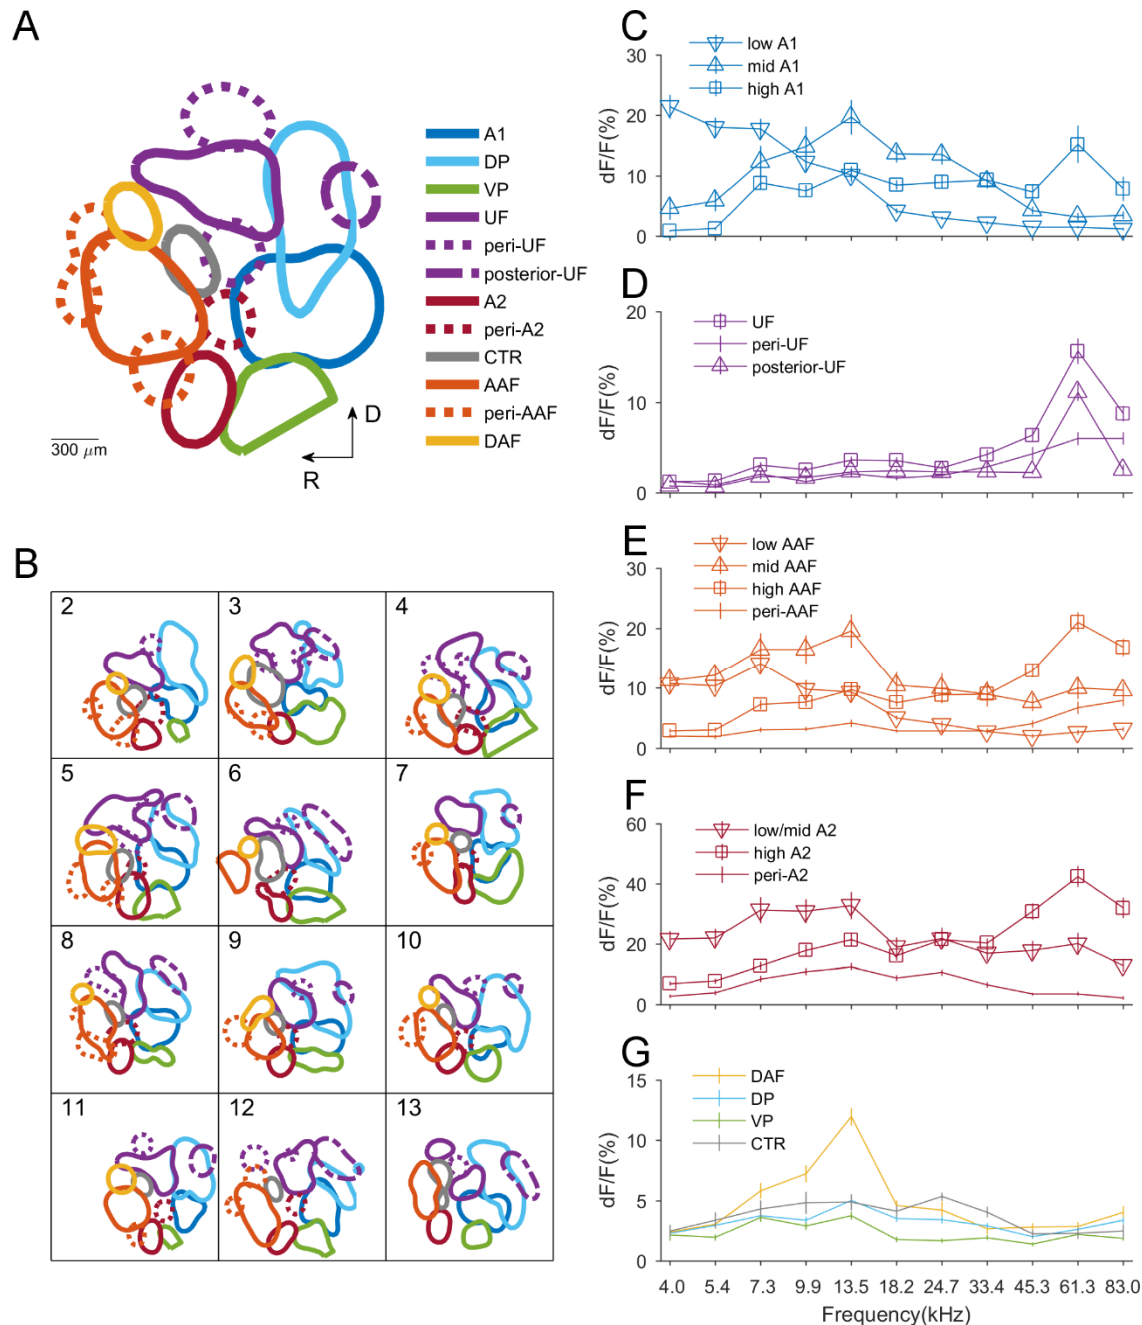 A
A1
DP
VP
UF
peri-UF
posterior-UF
A2
peri-A2
CTR
AAF
peri-AAF
DAF
300 μm
D
R
B
2
3
4
5
6
7
8
9
10
11
12
13
C
low A1
mid A1
high A1
30
20
10
0
dF/F(%)
D
UF
peri-UF
posterior-UF
20
10
0
dF/F(%)
E
low AAF
mid AAF
high AAF
peri-AAF
30
20
10
0
dF/F(%)
F
low/mid A2
high A2
peri-A2
60
40
20
0
dF/F(%)
G
DAF
DP
VP
CTR
15
10
5
0
dF/F(%)
4.0 5.4 7.3 9.9 13.5 18.2 24.7 33.4 45.3 61.3 83.0
Frequency(kHz)